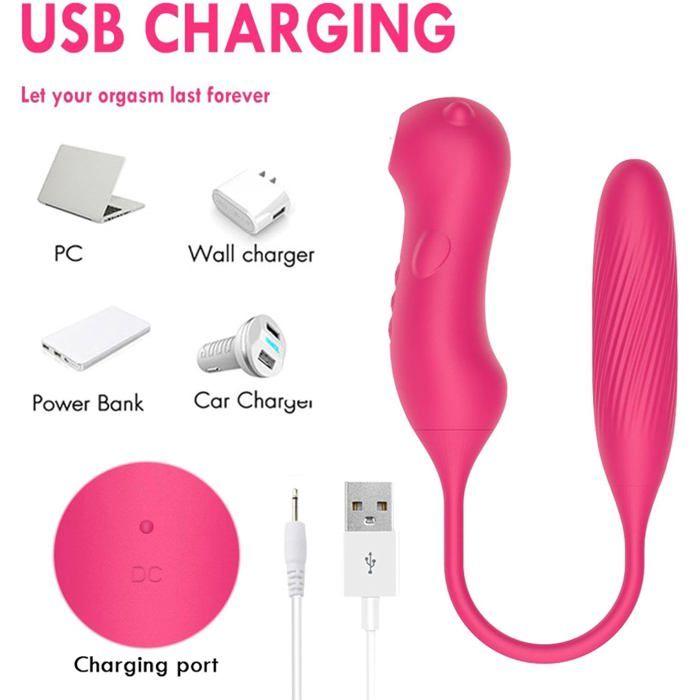 USB CHARGING
Let your orgasm last forever
PC
Wall charger
Power Bank
Car Charger
DC
Charging port